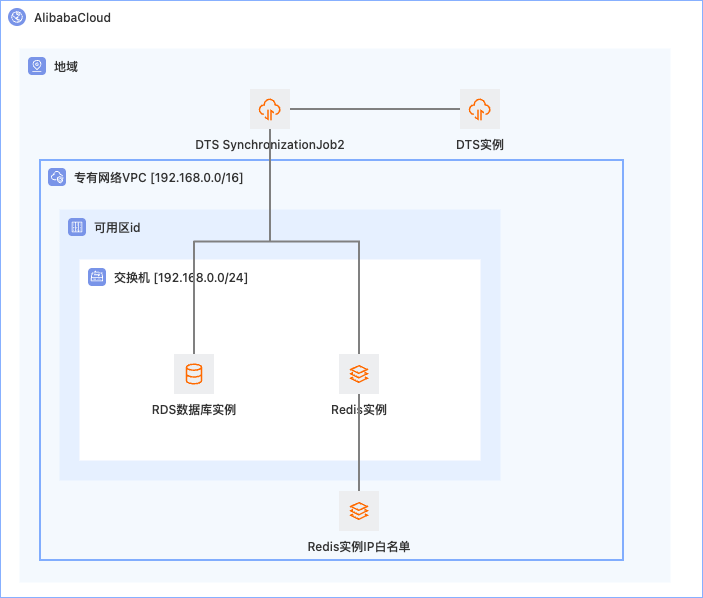 AlibabaCloud
地域
DTS SynchronizationJob2
DTS实例
专有网络VPC [192.168.0.0/16]
可用区id
交换机 [192.168.0.0/24]
RDS数据库实例
Redis实例
Redis实例IP白名单